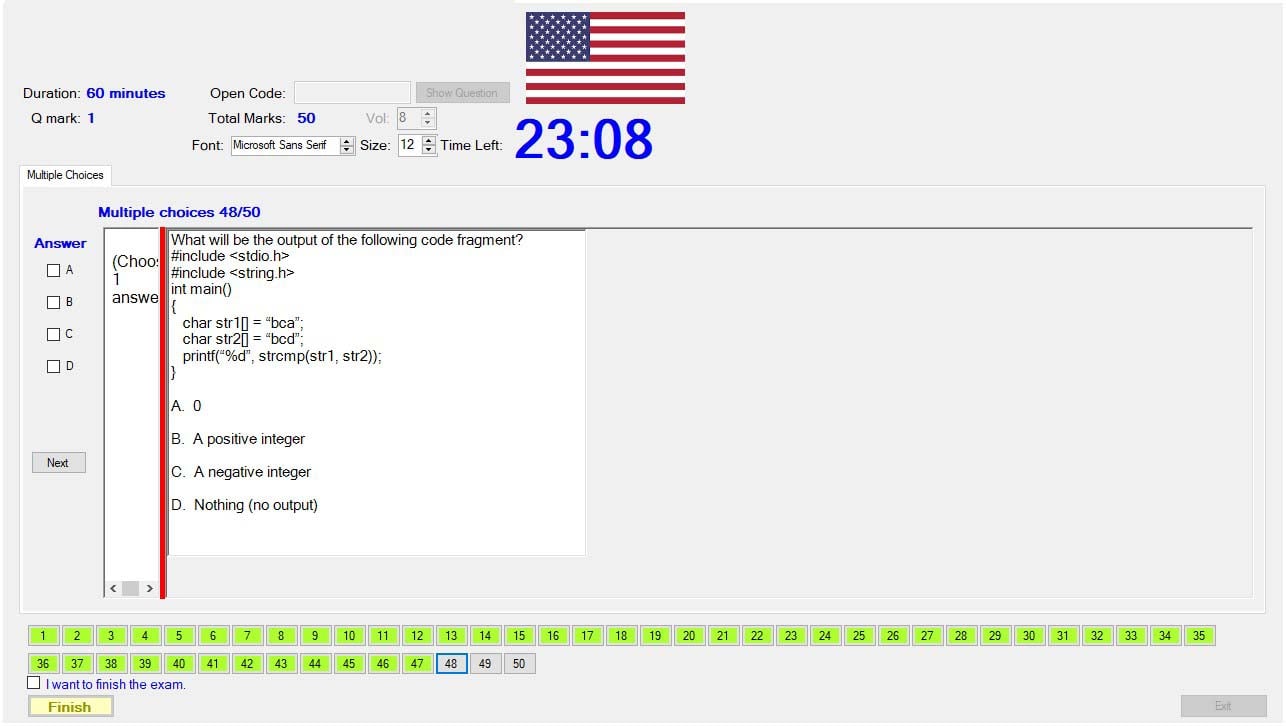 Duration: 60 minutes
Open Code:
Show Question
Q mark: 1
Total Marks: 50
Vol: 8
Font: Microsoft Sans Serif
Size: 12
Time Left: 23:08
Multiple Choices
Multiple choices 48/50
Answer
A
B
C
D
Next
(Choos
1
answe
What will be the output of the following code fragment?
#include <stdio.h>
#include <string.h>
int main()
{
char str1[] = “bca”;
char str2[] = “bcd”;
printf(“%d”, strcmp(str1, str2));
}
A. 0
B. A positive integer
C. A negative integer
D. Nothing (no output)
1 2 3 4 5 6 7 8 9 10 11 12 13 14 15 16 17 18 19 20 21 22 23 24 25 26 27 28 29 30 31 32 33 34 35
36 37 38 39 40 41 42 43 44 45 46 47 48 49 50
I want to finish the exam.
Finish
Exit